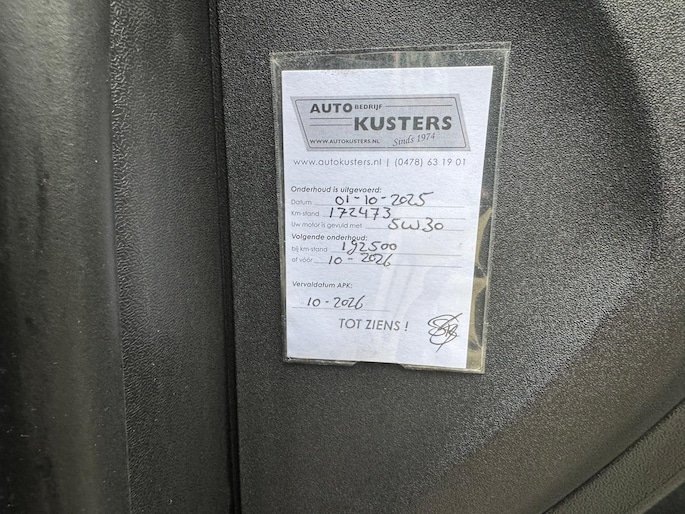 AUTO BEDRIJF
KUSTERS
WWW.AUTOKUSTERS.NL Sinds 1974
www.autokusters.nl | (0478) 63 19 01
Onderhoud is uitgevoerd:
Datum 01-10-2025
Km-stand 172473
Uw motor is gevuld met 5W30
Volgende onderhoud:
bij km-stand 192500
of vóór 10-2026
Vervaldatum APK:
10-2026
TOT ZIENS !